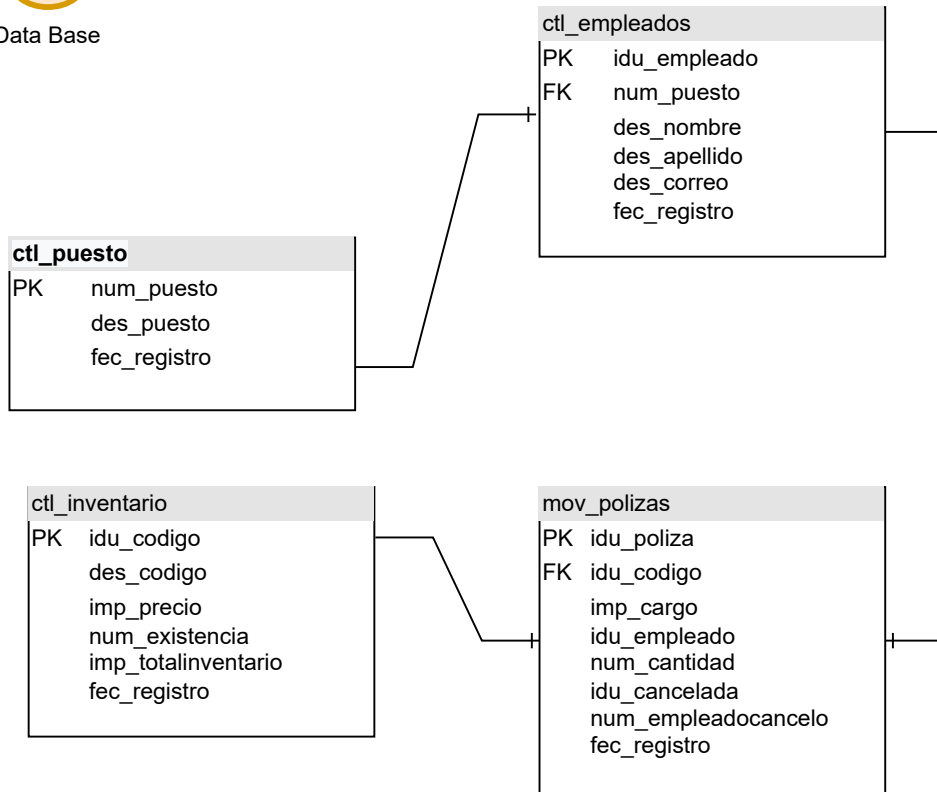 Data Base
ctl_empleados
PK idu_empleado
FK num_puesto
des_nombre
des_apellido
des_correo
fec_registro
ctl_puesto
PK num_puesto
des_puesto
fec_registro
ctl_inventario
PK idu_codigo
des_codigo
imp_precio
num_existencia
imp_totalinventario
fec_registro
mov_polizas
PK idu_poliza
FK idu_codigo
imp_cargo
idu_empleado
num_cantidad
idu_cancelada
num_empleadocancelo
fec_registro